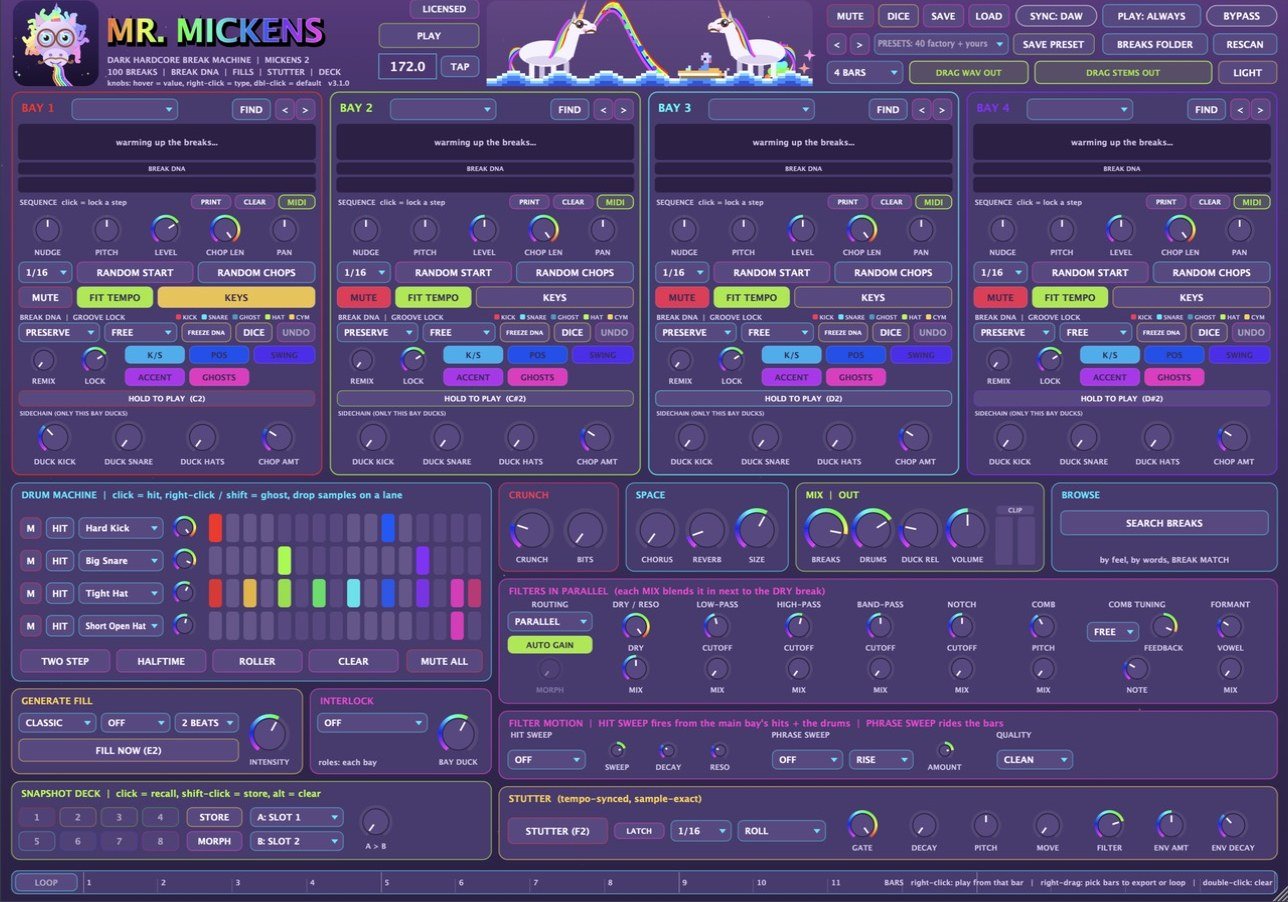 MR. MICKENS
DARK HARDCORE BREAK MACHINE | MICKENS 2
100 BREAKS | BREAK DNA | FILLS | STUTTER | DECK
knobs: hover = value, right-click = type, dbl-click = default v3.1.0
LICENSED
PLAY
172.0 TAP
MUTE DICE SAVE LOAD SYNC: DAW PLAY: ALWAYS BYPASS
< > PRESETS: 40 factory + yours SAVE PRESET BREAKS FOLDER RESCAN
4 BARS DRAG WAV OUT DRAG STEMS OUT LIGHT
BAY 1 FIND < >
warming up the breaks...
BREAK DNA
SEQUENCE click = lock a step PRINT CLEAR MIDI
NUDGE PITCH LEVEL CHOP LEN PAN
1/16 RANDOM START RANDOM CHOPS
MUTE FIT TEMPO KEYS
BREAK DNA | GROOVE LOCK KICK SNARE GHOST HAT CYM
PRESERVE FREE FREEZE DNA DICE UNDO
K/S POS SWING
REMIX LOCK ACCENT GHOSTS
HOLD TO PLAY (C2)
SIDECHAIN (ONLY THIS BAY DUCKS)
DUCK KICK DUCK SNARE DUCK HATS CHOP AMT
BAY 2 FIND < >
warming up the breaks...
BREAK DNA
SEQUENCE click = lock a step PRINT CLEAR MIDI
NUDGE PITCH LEVEL CHOP LEN PAN
1/16 RANDOM START RANDOM CHOPS
MUTE FIT TEMPO KEYS
BREAK DNA | GROOVE LOCK KICK SNARE GHOST HAT CYM
PRESERVE FREE FREEZE DNA DICE UNDO
K/S POS SWING
REMIX LOCK ACCENT GHOSTS
HOLD TO PLAY (C#2)
SIDECHAIN (ONLY THIS BAY DUCKS)
DUCK KICK DUCK SNARE DUCK HATS CHOP AMT
BAY 3 FIND < >
warming up the breaks...
BREAK DNA
SEQUENCE click = lock a step PRINT CLEAR MIDI
NUDGE PITCH LEVEL CHOP LEN PAN
1/16 RANDOM START RANDOM CHOPS
MUTE FIT TEMPO KEYS
BREAK DNA | GROOVE LOCK KICK SNARE GHOST HAT CYM
PRESERVE FREE FREEZE DNA DICE UNDO
K/S POS SWING
REMIX LOCK ACCENT GHOSTS
HOLD TO PLAY (D2)
SIDECHAIN (ONLY THIS BAY DUCKS)
DUCK KICK DUCK SNARE DUCK HATS CHOP AMT
BAY 4 FIND < >
warming up the breaks...
BREAK DNA
SEQUENCE click = lock a step PRINT CLEAR MIDI
NUDGE PITCH LEVEL CHOP LEN PAN
1/16 RANDOM START RANDOM CHOPS
MUTE FIT TEMPO KEYS
BREAK DNA | GROOVE LOCK KICK SNARE GHOST HAT CYM
PRESERVE FREE FREEZE DNA DICE UNDO
K/S POS SWING
REMIX LOCK ACCENT GHOSTS
HOLD TO PLAY (D#2)
SIDECHAIN (ONLY THIS BAY DUCKS)
DUCK KICK DUCK SNARE DUCK HATS CHOP AMT
DRUM MACHINE | click = hit, right-click / shift = ghost, drop samples on a lane
M HIT Hard Kick
M HIT Big Snare
M HIT Tight Hat
M HIT Short Open Hat
TWO STEP HALFTIME ROLLER CLEAR MUTE ALL
CRUNCH
CRUNCH BITS
SPACE
CHORUS REVERB SIZE
MIX | OUT
CLIP
BREAKS DRUMS DUCK REL VOLUME
BROWSE
SEARCH BREAKS
by feel, by words, BREAK MATCH
FILTERS IN PARALLEL (each MIX blends it in next to the DRY break)
ROUTING DRY / RESO LOW-PASS HIGH-PASS BAND-PASS NOTCH COMB COMB TUNING FORMANT
PARALLEL FREE
AUTO GAIN DRY CUTOFF CUTOFF CUTOFF CUTOFF PITCH FEEDBACK VOWEL
MORPH MIX MIX MIX MIX MIX MIX NOTE MIX
GENERATE FILL
CLASSIC OFF 2 BEATS
FILL NOW (E2)
INTENSITY
INTERLOCK
OFF
roles: each bay BAY DUCK
FILTER MOTION | HIT SWEEP fires from the main bay's hits + the drums | PHRASE SWEEP rides the bars
HIT SWEEP PHRASE SWEEP QUALITY
OFF OFF RISE CLEAN
SWEEP DECAY RESO AMOUNT
SNAPSHOT DECK | click = recall, shift-click = store, alt = clear
1 2 3 4 STORE A: SLOT 1
5 6 7 8 MORPH B: SLOT 2
A > B
STUTTER (tempo-synced, sample-exact)
STUTTER (F2) LATCH 1/16 ROLL
GATE DECAY PITCH MOVE FILTER ENV AMT ENV DECAY
LOOP 1 2 3 4 5 6 7 8 9 10 11 BARS right-click: play from that bar | right-drag: pick bars to export or loop | double-click: clear